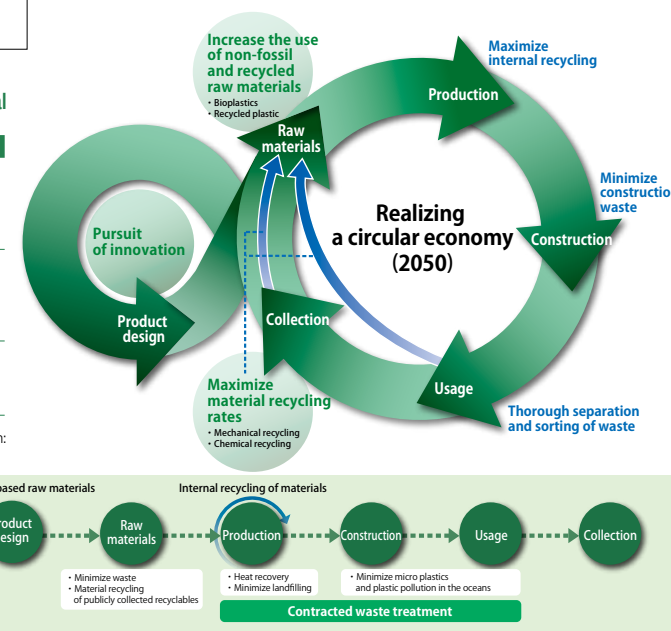 Increase the use
of non-fossil
and recycled
raw materials
・Bioplastics
・Recycled plastic
Maximize
internal recycling
Production
Raw
materials
Minimize
waste
Realizing
a circular economy
(2050)
Construction
Pursuit
of innovation
Product
design
Collection
Usage
Maximize
material recycling
rates
・Mechanical recycling
・Chemical recycling
Thorough separation
and sorting of waste
raw materials
Internal recycling of materials
Raw
materials
Production
Construction
Usage
Collection
・Minimize waste
・Material recycling
of publicly collected recyclables
・Heat recovery
・Minimize landfilling
・Minimize micro plastics
and plastic pollution in the oceans
Contracted waste treatment